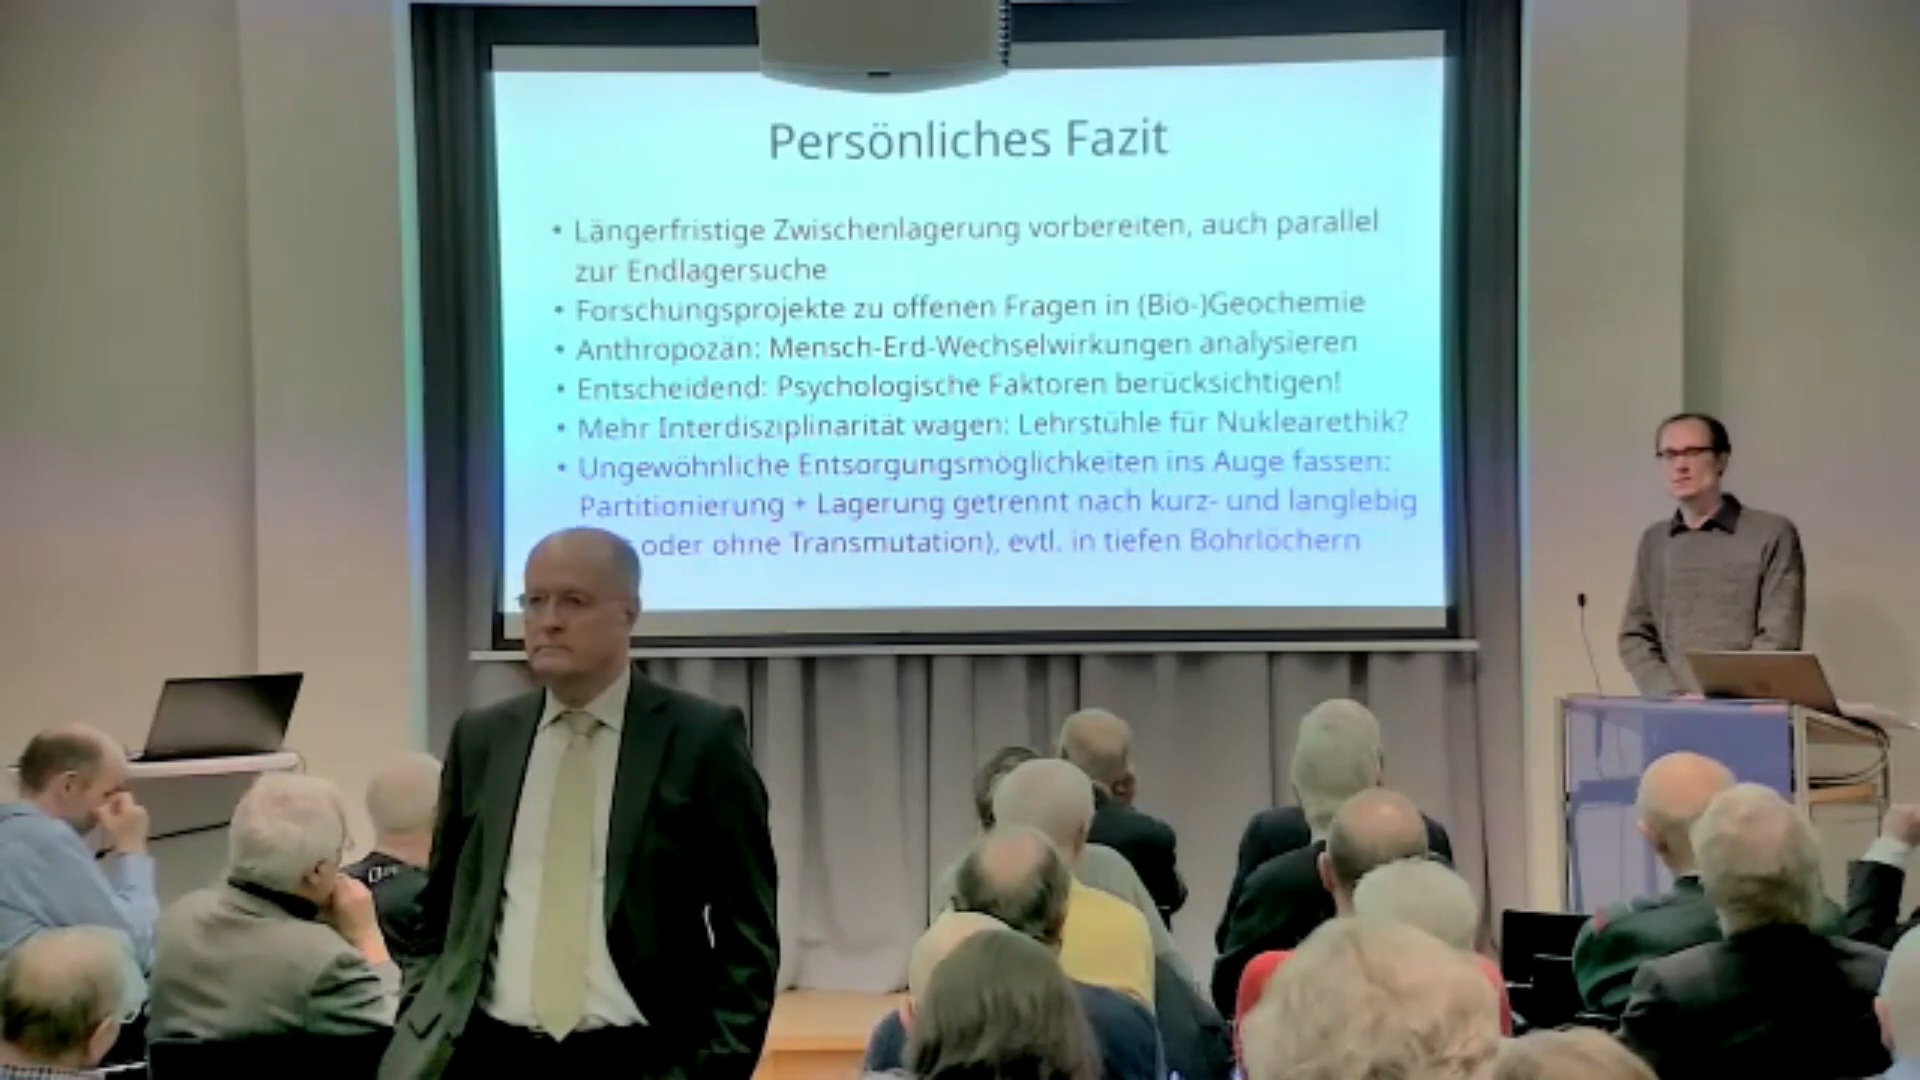 Persönliches Fazit
• Längerfristige Zwischenlagerung vorbereiten, auch parallel
zur Endlagersuche
• Forschungsprojekte zu offenen Fragen in (Bio-)Geochemie
• Anthropozän: Mensch-Erd-Wechselwirkungen analysieren
• Entscheidend: Psychologische Faktoren berücksichtigen!
• Mehr Interdisziplinarität wagen: Lehrstühle für Nuklearethik?
• Ungewöhnliche Entsorgungsmöglichkeiten ins Auge fassen:
Partitionierung + Lagerung getrennt nach kurz- und langlebig
oder ohne Transmutation), evtl. in tiefen Bohrlöchern